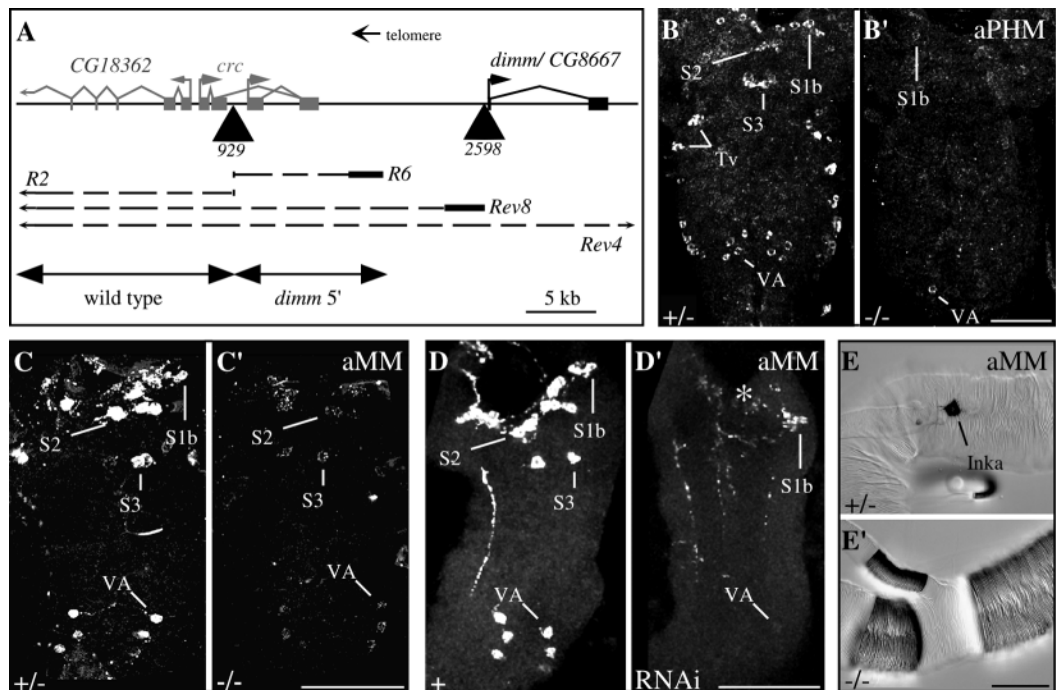 A
telomere
CG18362
crc
dimm/ CG8667
929
2598
R2
R6
Rev8
Rev4
wild type
dimm 5'
5 kb
B
S2
S1b
S3
Tv
VA
+/-
B'
aPHM
S1b
VA
-/-
C
S2
S1b
S3
VA
+/-
C'
aMM
S2
S3
VA
-/-
D
S2
S1b
S3
VA
+
D'
aMM
*
S1b
VA
RNAi
E
aMM
Inka
+/-
E'
-/-